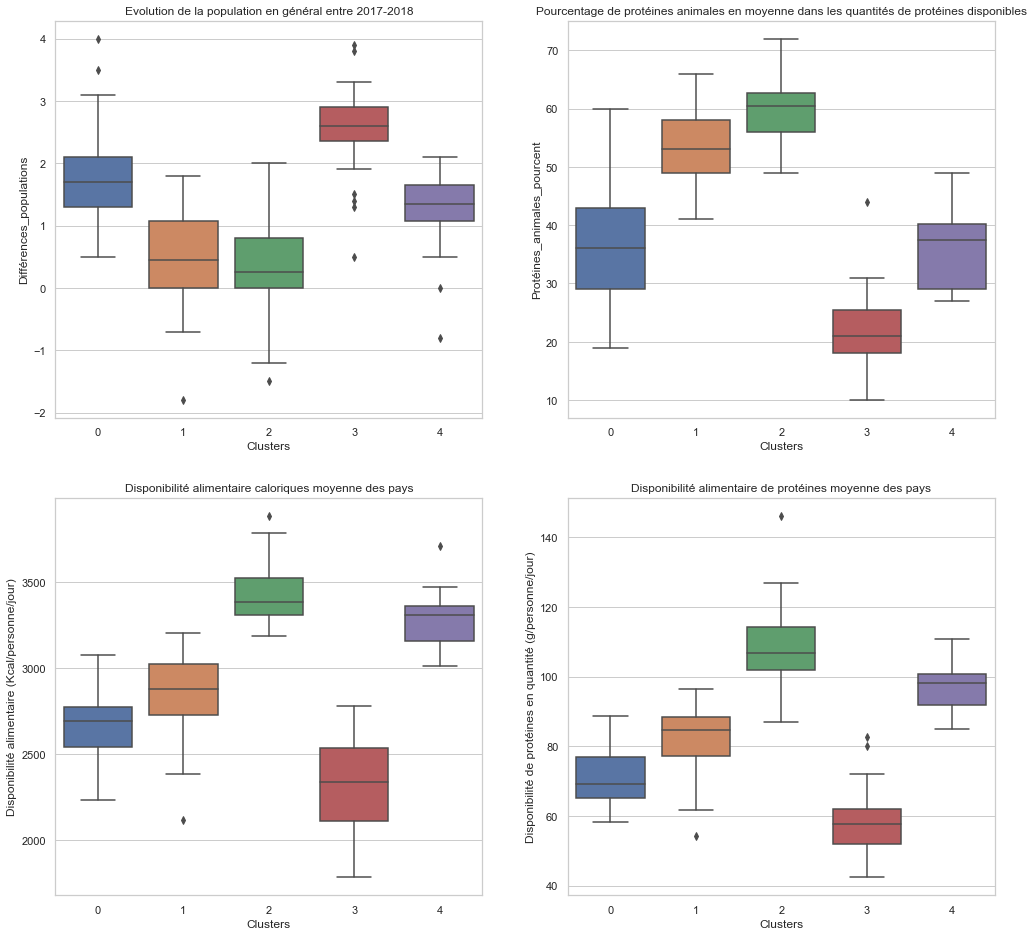 Evolution de la population en général entre 2017-2018
Différences_populations
4
3
2
1
0
−1
−2
0 1 2 3 4
Clusters
Pourcentage de protéines animales en moyenne dans les quantités de protéines disponibles
Protéines_animales_pourcent
70
60
50
40
30
20
10
0 1 2 3 4
Clusters
Disponibilité alimentaire caloriques moyenne des pays
Disponibilité alimentaire (Kcal/personne/jour)
3500
3000
2500
2000
0 1 2 3 4
Clusters
Disponibilité alimentaire de protéines moyenne des pays
Disponibilité de protéines en quantité (g/personne/jour)
140
120
100
80
60
40
0 1 2 3 4
Clusters